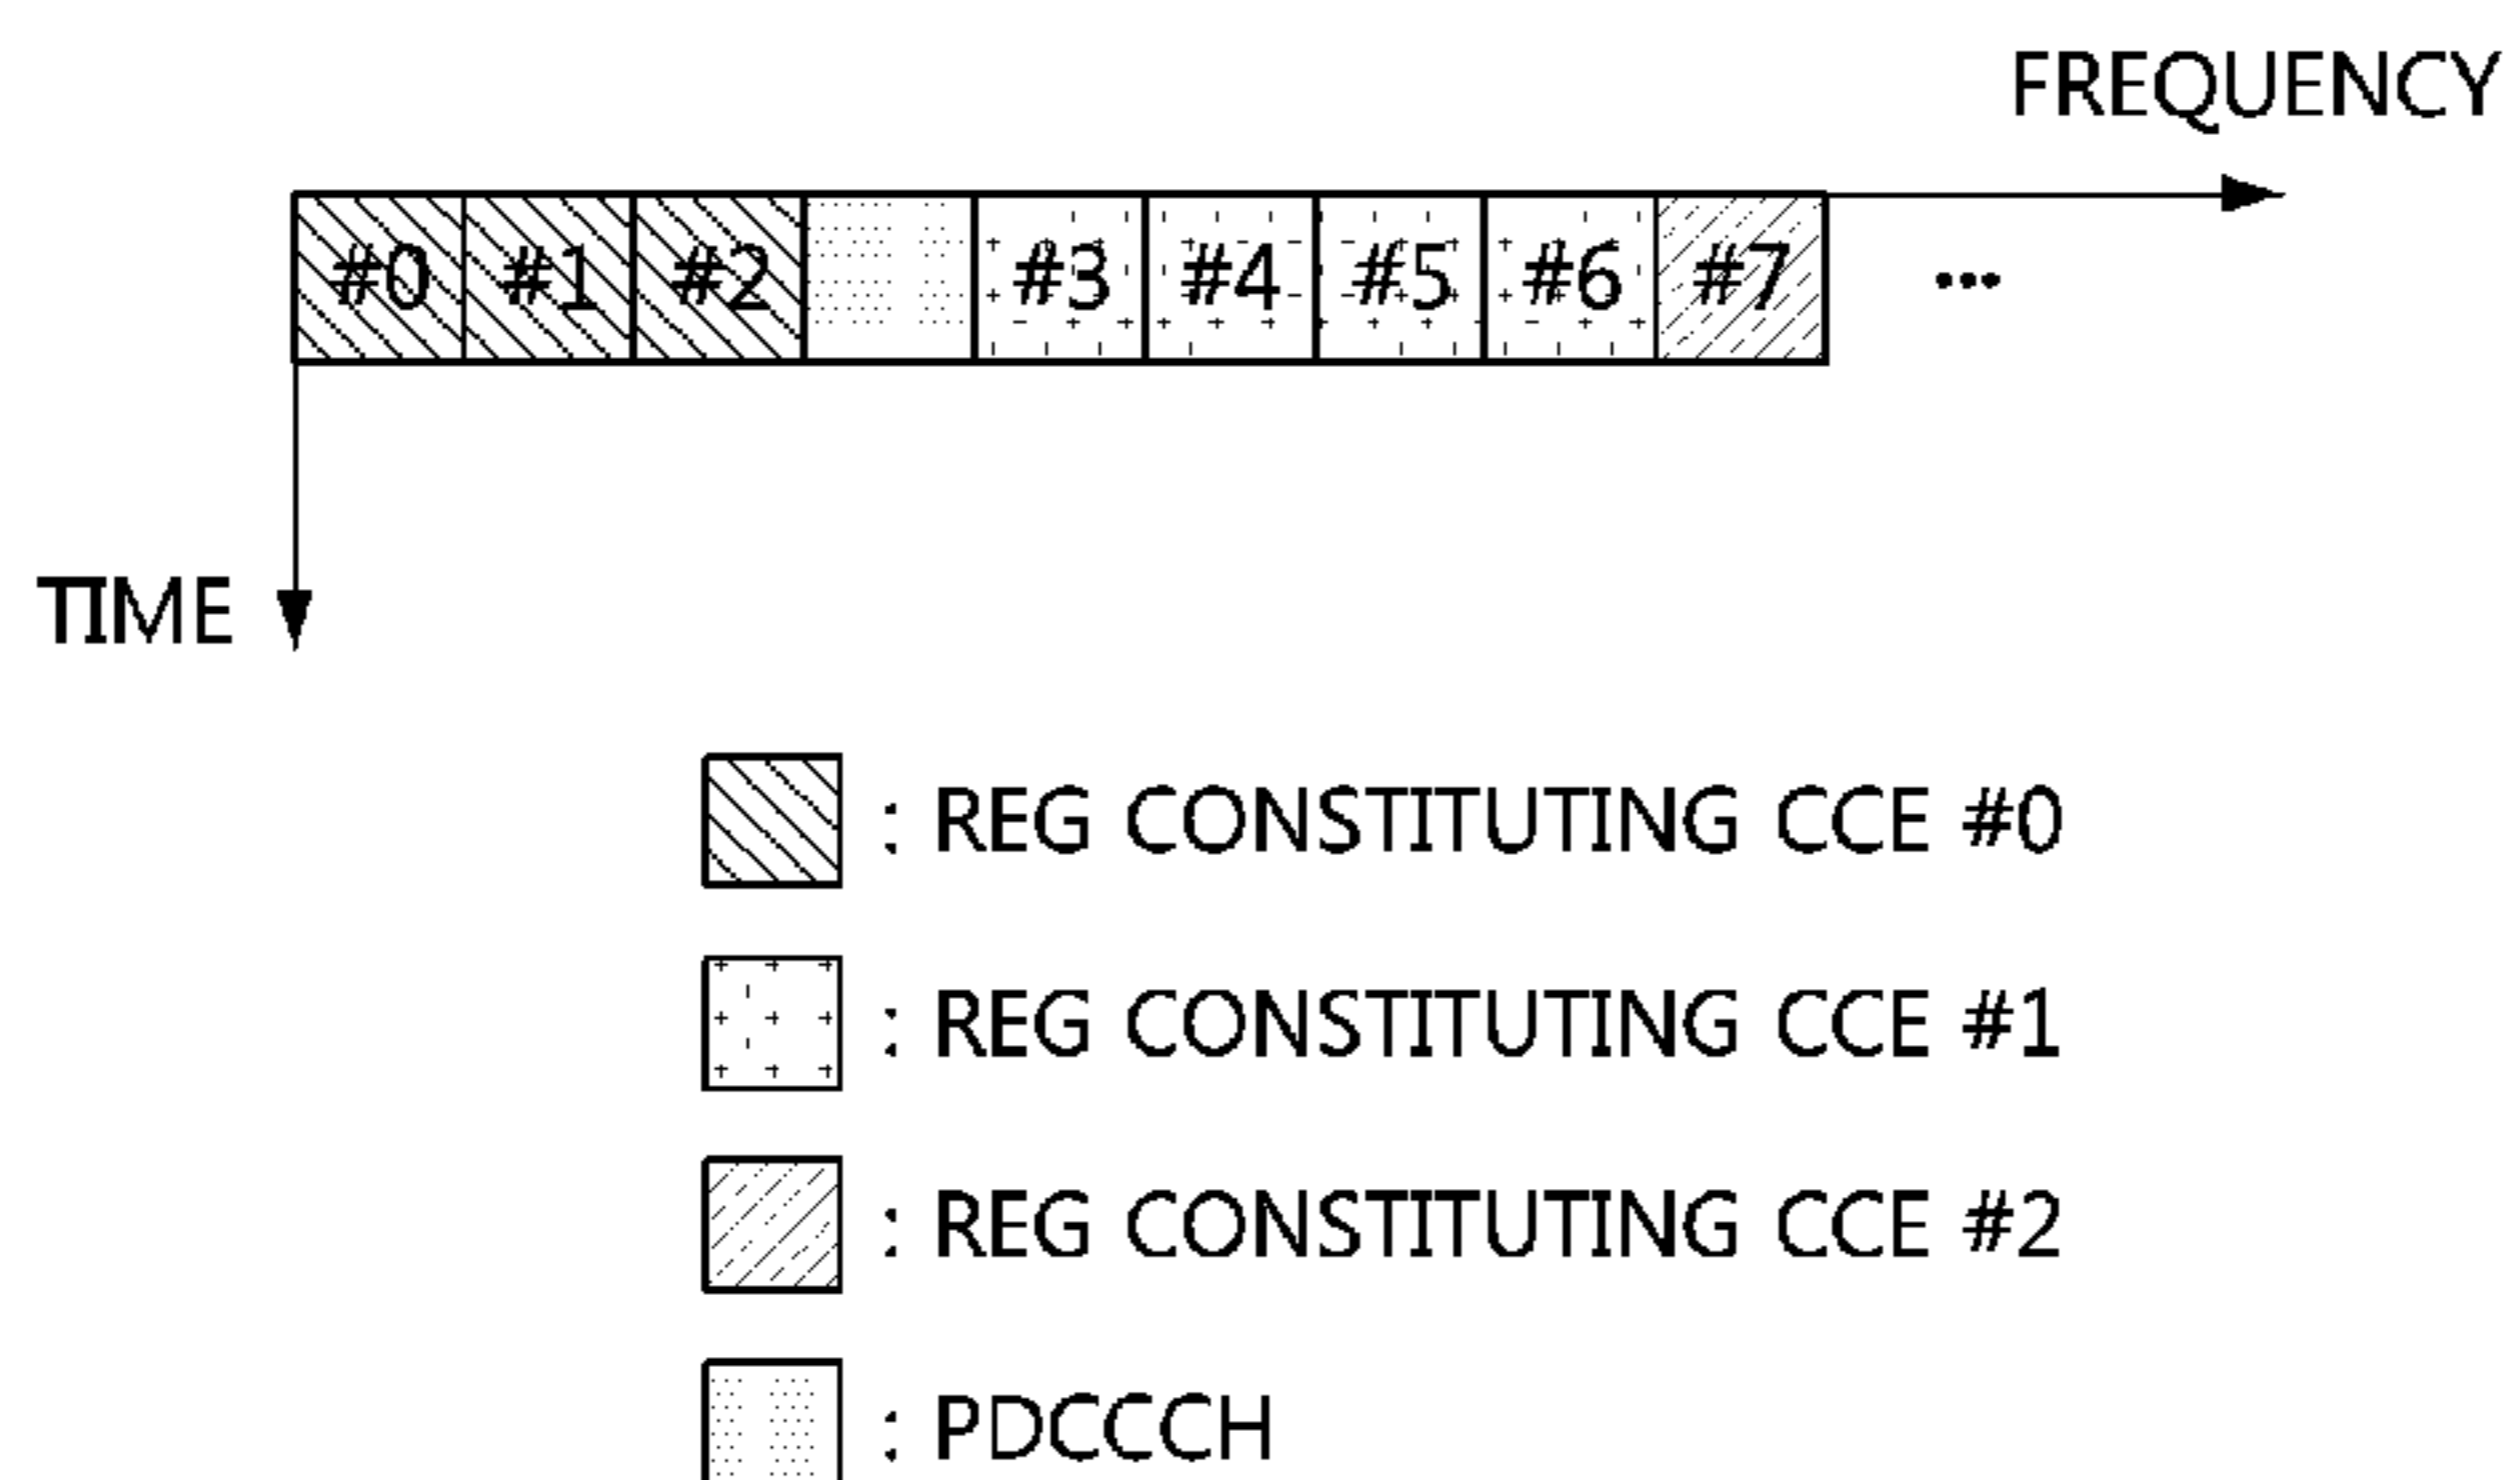 FREQUENCY
#0 #1 #2 #3 #4 #5 #6 #7 •••
TIME
: REG CONSTITUTING CCE #0
: REG CONSTITUTING CCE #1
: REG CONSTITUTING CCE #2
: PDCCCH